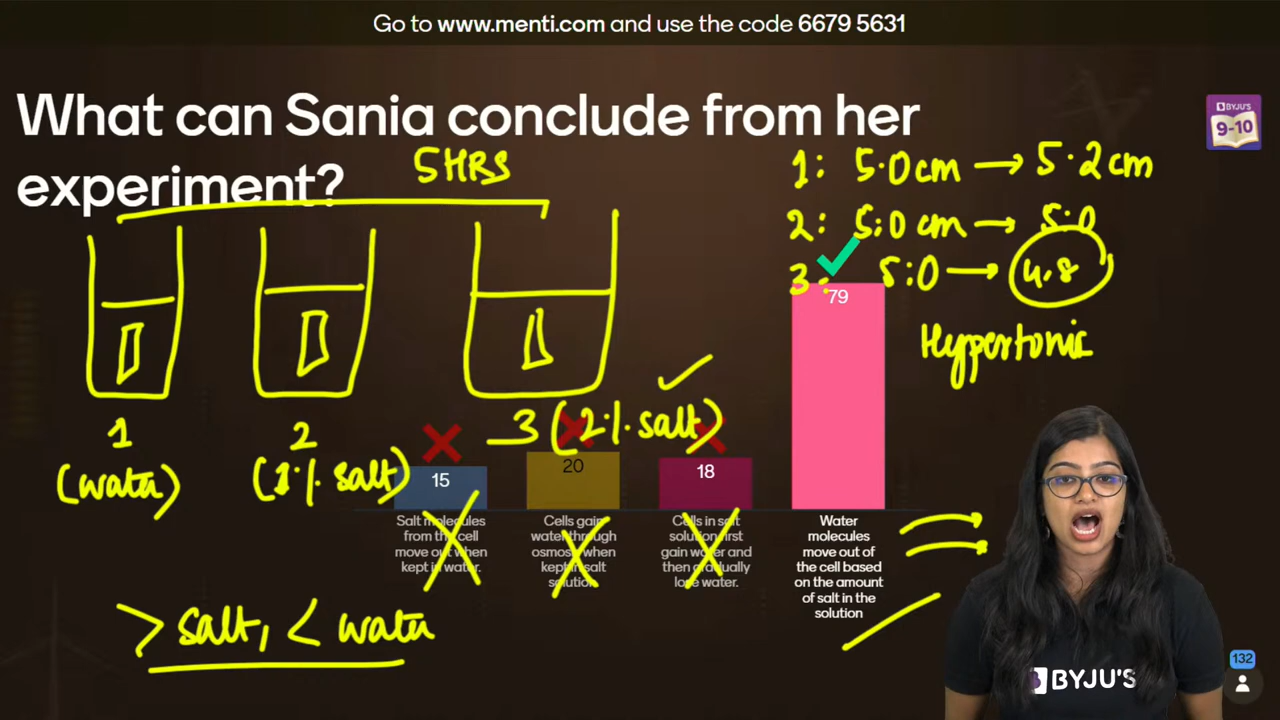 Go to www.menti.com and use the code 6679 5631
What can Sania conclude from her
experiment?
BYJU'S
9-10
5 HRS
1: 5.0cm → 5.2cm
2: 5.0 cm → 5.0
3: 5.0 → 4.8
Hypertonic
1
(water)
2
(1% salt)
3 (2% salt)
15
Salt molecules
from the cell
move out when
kept in water.
20
Cells gain
water through
osmosis when
kept in salt
solution.
18
Cells in salt
solution first
gain water and
then gradually
lose water.
79
Water
molecules
move out of
the cell based
on the amount
of salt in the
solution
> salt, < water
BYJU'S
132